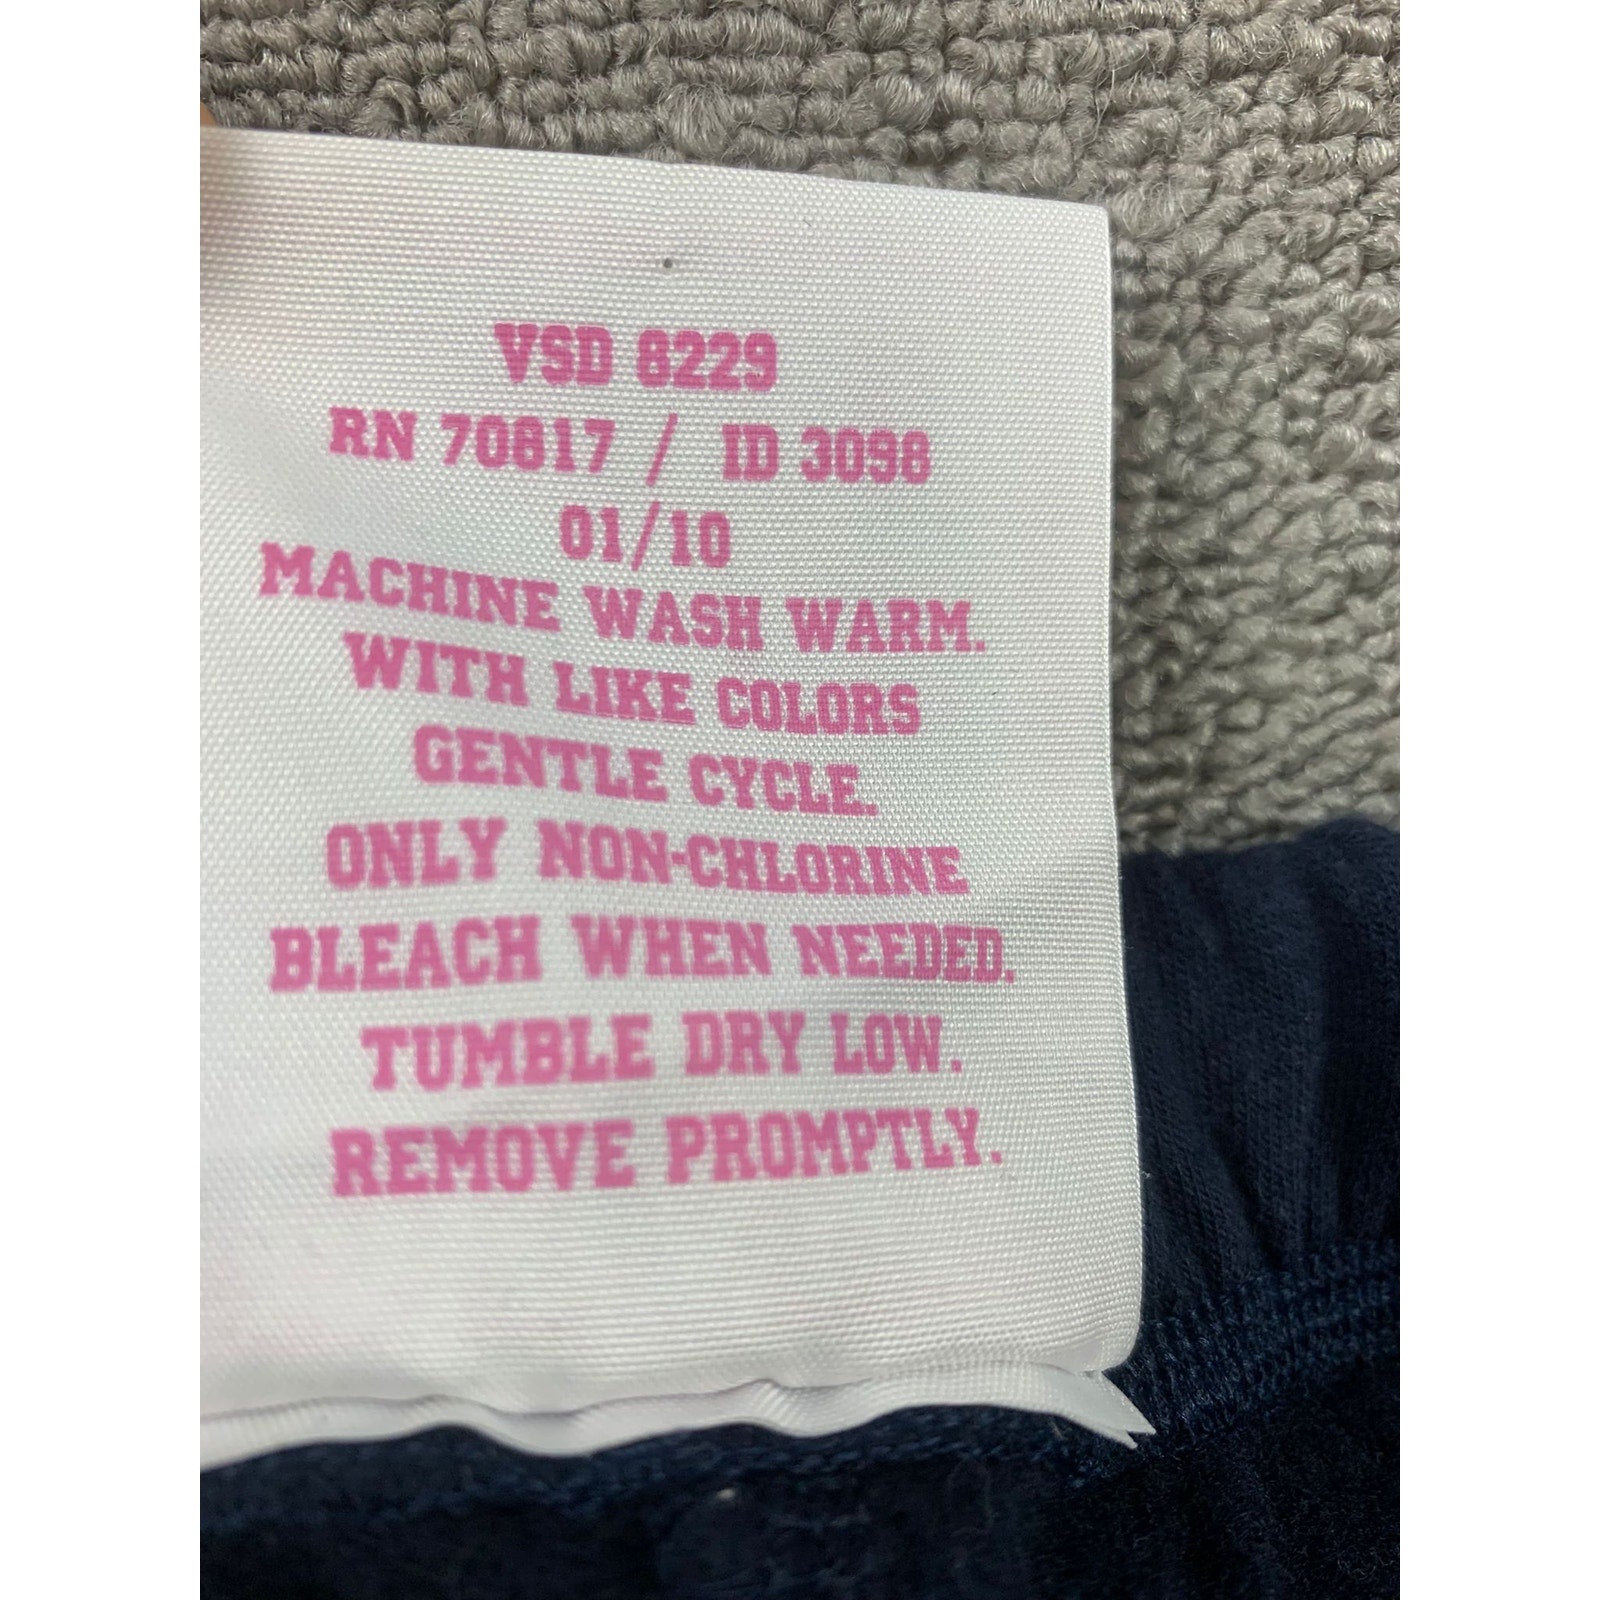 VSD 8229
RN 70817 / ID 3098
01/10
MACHINE WASH WARM.
WITH LIKE COLORS
GENTLE CYCLE.
ONLY NON-CHLORINE
BLEACH WHEN NEEDED.
TUMBLE DRY LOW.
REMOVE PROMPTLY.